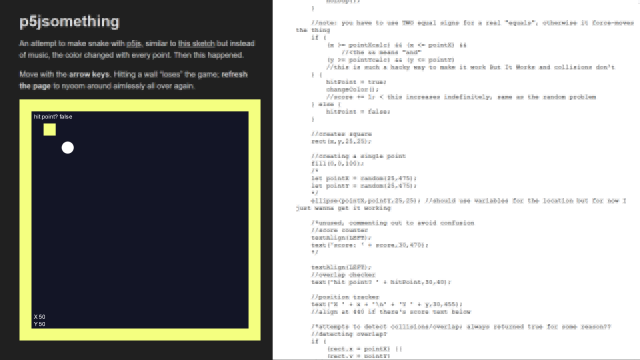 p5jsomething
An attempt to make snake with p5js, similar to this sketch but instead
of music, the color changed with every point. Then this happened.
Move with the arrow keys. Hitting a wall "loses" the game; refresh
the page to nyoom around aimlessly all over again.
hit point? false
X 50
Y 50
}
//note: you have to use TWO equal signs for a real "equals", otherwise it force-moves
the thing
if (
(x >= pointXcalc) && (x <= pointX) &&
//the && means "and"
(y >= pointYcalc) && (y <= pointY)
//this is such a hacky way to make it work But It Works and collisions don't
) {
hitPoint = true;
changeColor();
//score += 1; < this increases indefinitely, same as the random problem
} else {
hitPoint = false;
}
//creates square
rect(x,y,25,25);
//creating a single point
fill(0,0,100);
/*
let pointX = random(25,475);
let pointY = random(25,475);
*/
ellipse(pointX,pointY,25,25); //should use variables for the location but for now I
just wanna get it working
/*unused, commenting out to avoid confusion
//score counter
textAlign(LEFT);
text('score: ' + score,30,470);
*/
textAlign(LEFT);
//overlap checker
text('hit point? ' + hitPoint,30,40);
//position tracker
text('X ' + x + '\n' + 'Y ' + y,30,455);
//align at 440 if there's score text below
/*attempts to detect collisions/overlap; always returned true for some reason??
//detecting overlap?
if (
(rect.x = pointX) ||
(rect.y = pointY)